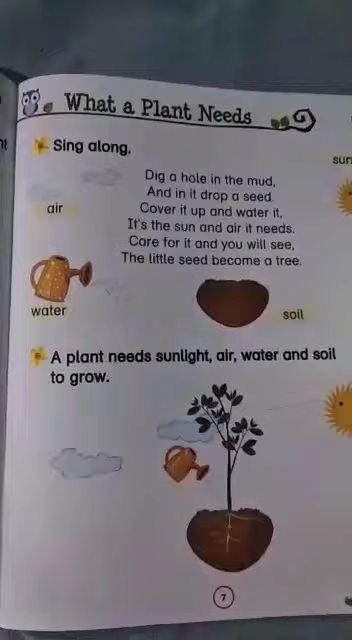 What a Plant Needs
Sing along.
Dig a hole in the mud,
And in it drop a seed.
Cover it up and water it,
It's the sun and air it needs.
Care for it and you will see,
The little seed become a tree.
air
sun
water
soil
A plant needs sunlight, air, water and soil
to grow.
7